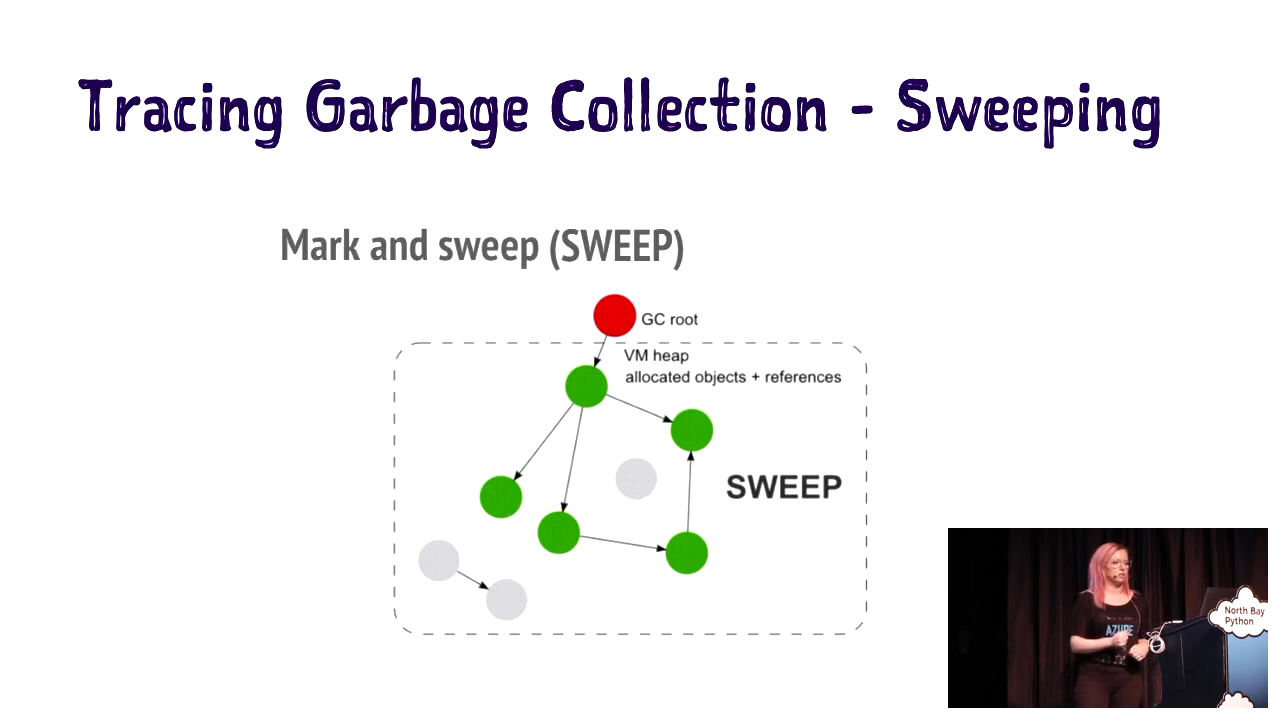 Tracing Garbage Collection - Sweeping
Mark and sweep (SWEEP)
GC root
VM heap
allocated objects + references
SWEEP
AZURE
North Bay
Python